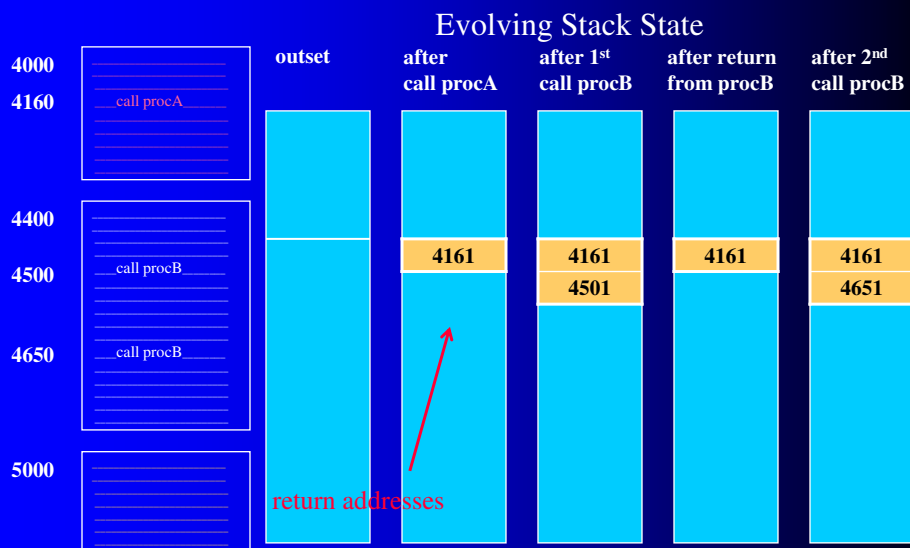 Evolving Stack State
outset
after
call procA
after 1st
call procB
after return
from procB
after 2nd
call procB
4000
4160
call procA
4400
4500
call procB
4650
call procB
5000
4161
4161
4501
4161
4161
4651
return addresses